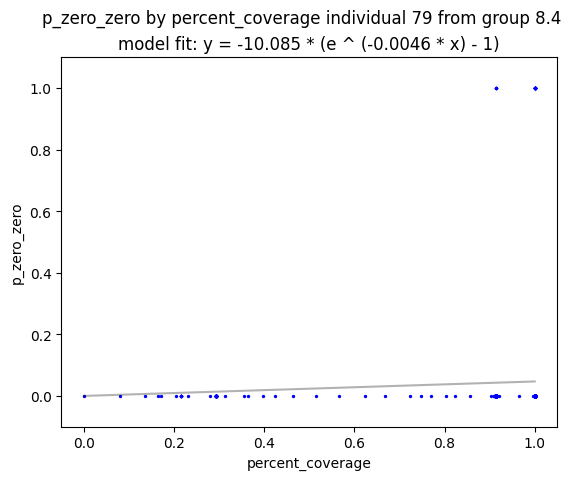 p_zero_zero by percent_coverage individual 79 from group 8.4
model fit: y = -10.085 * (e ^ (-0.0046 * x) - 1)
1.0
0.8
0.6
0.4
0.2
0.0
p_zero_zero
0.0 0.2 0.4 0.6 0.8 1.0
percent_coverage